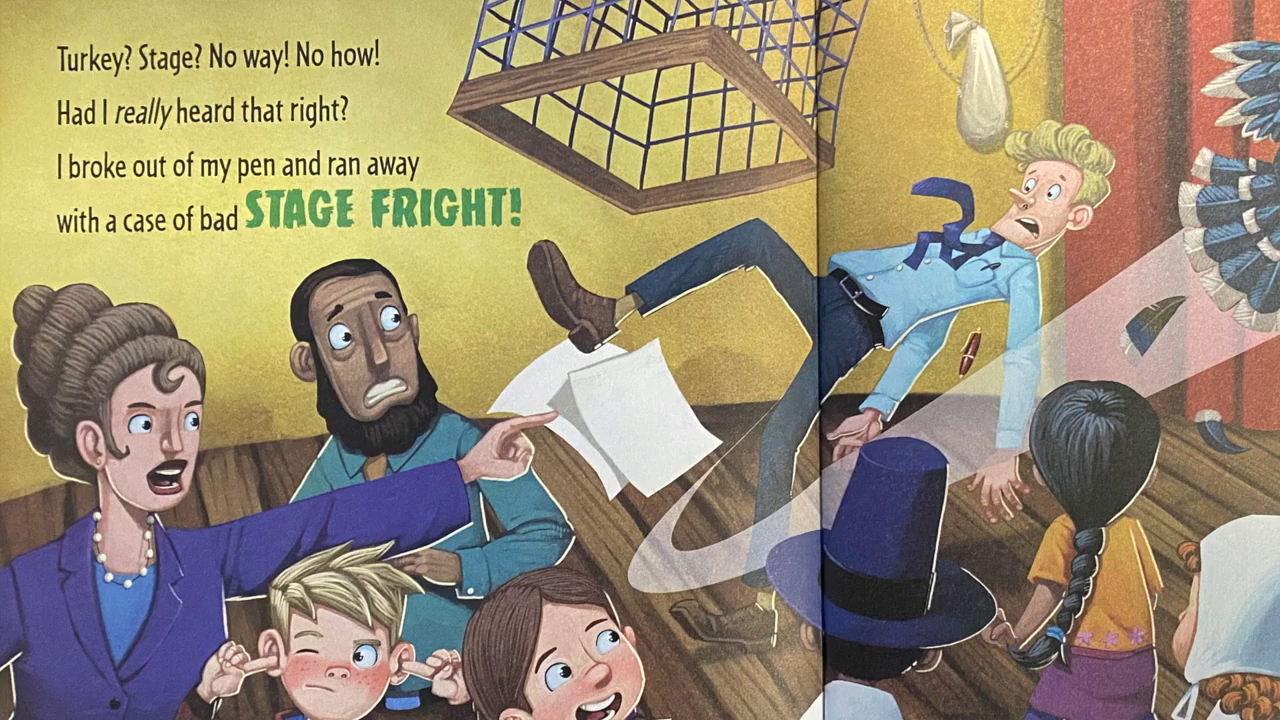 Turkey? Stage? No way! No how!
Had I really heard that right?
I broke out of my pen and ran away
with a case of bad STAGE FRIGHT!